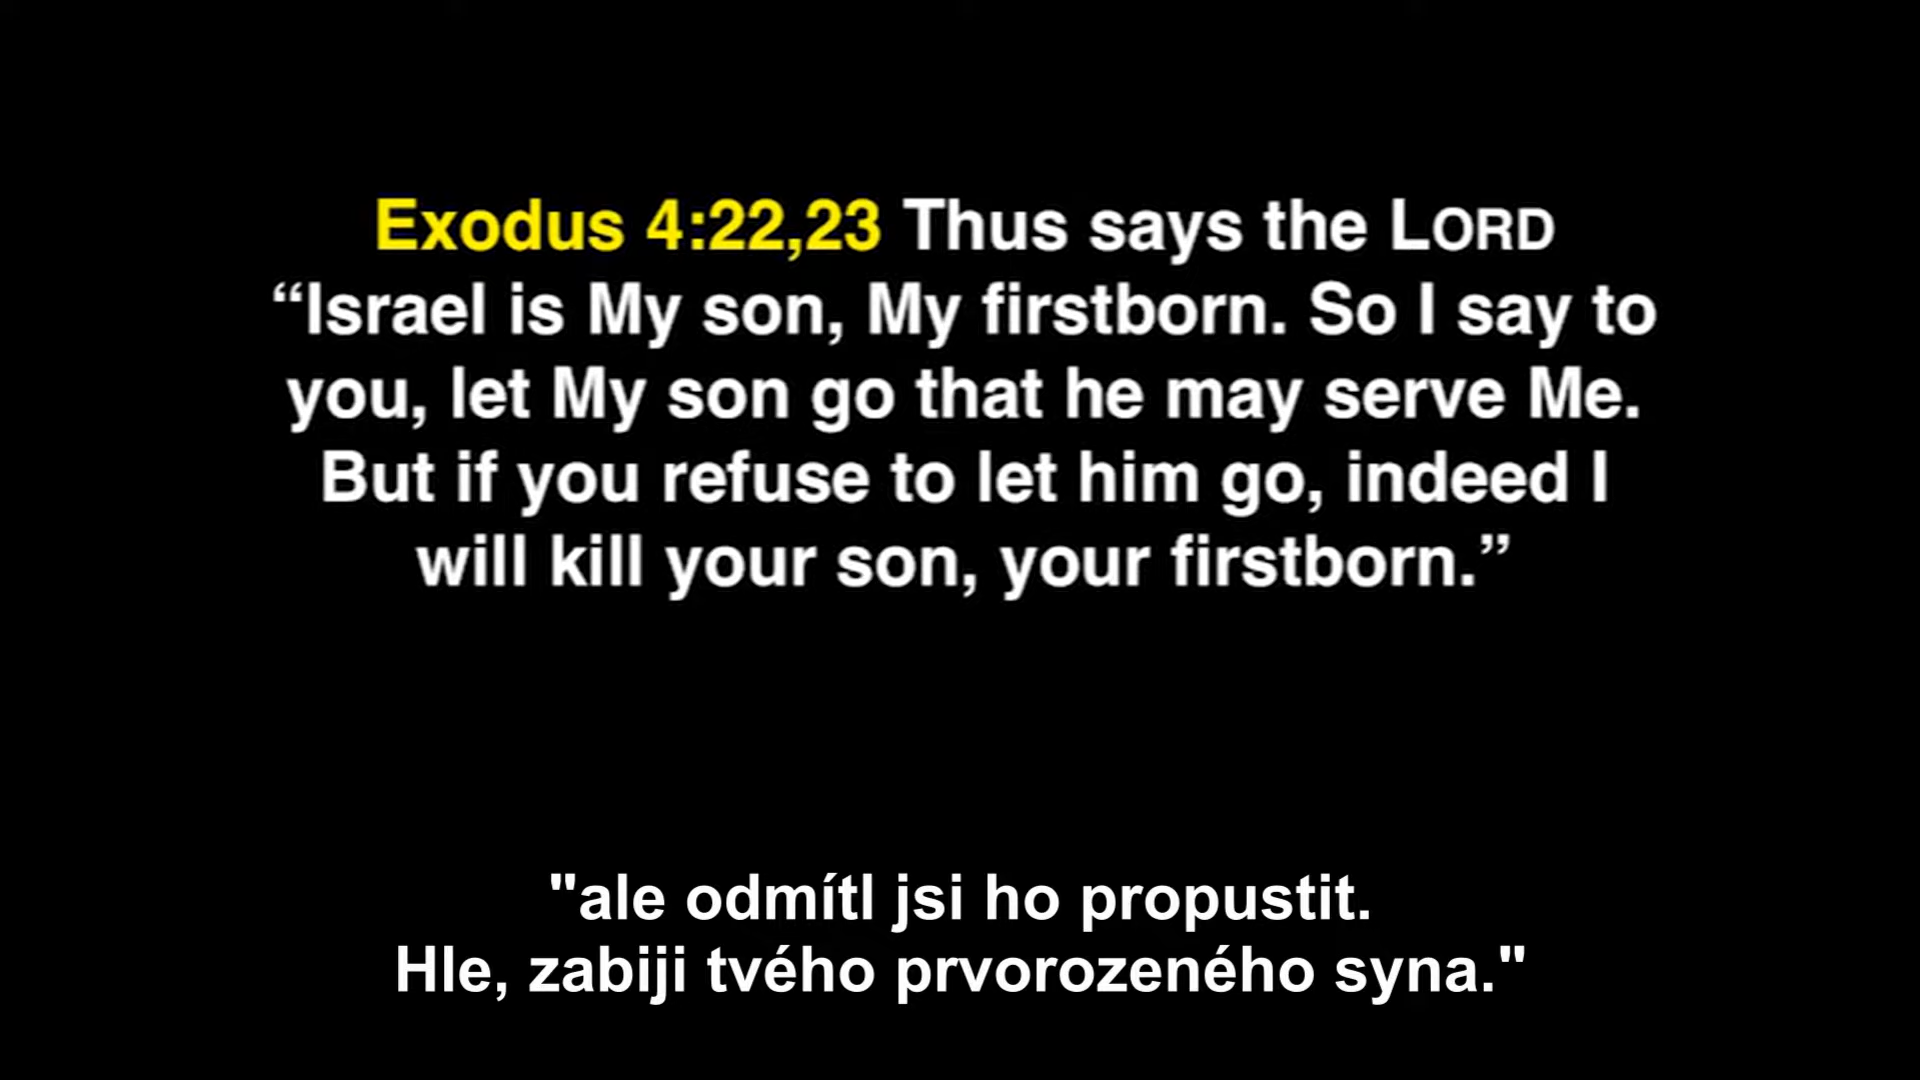 Exodus 4:22,23 Thus says the LORD
“Israel is My son, My firstborn. So I say to
you, let My son go that he may serve Me.
But if you refuse to let him go, indeed I
will kill your son, your firstborn.”
"ale odmítl jsi ho propustit.
Hle, zabiji tvého prvorozeného syna."